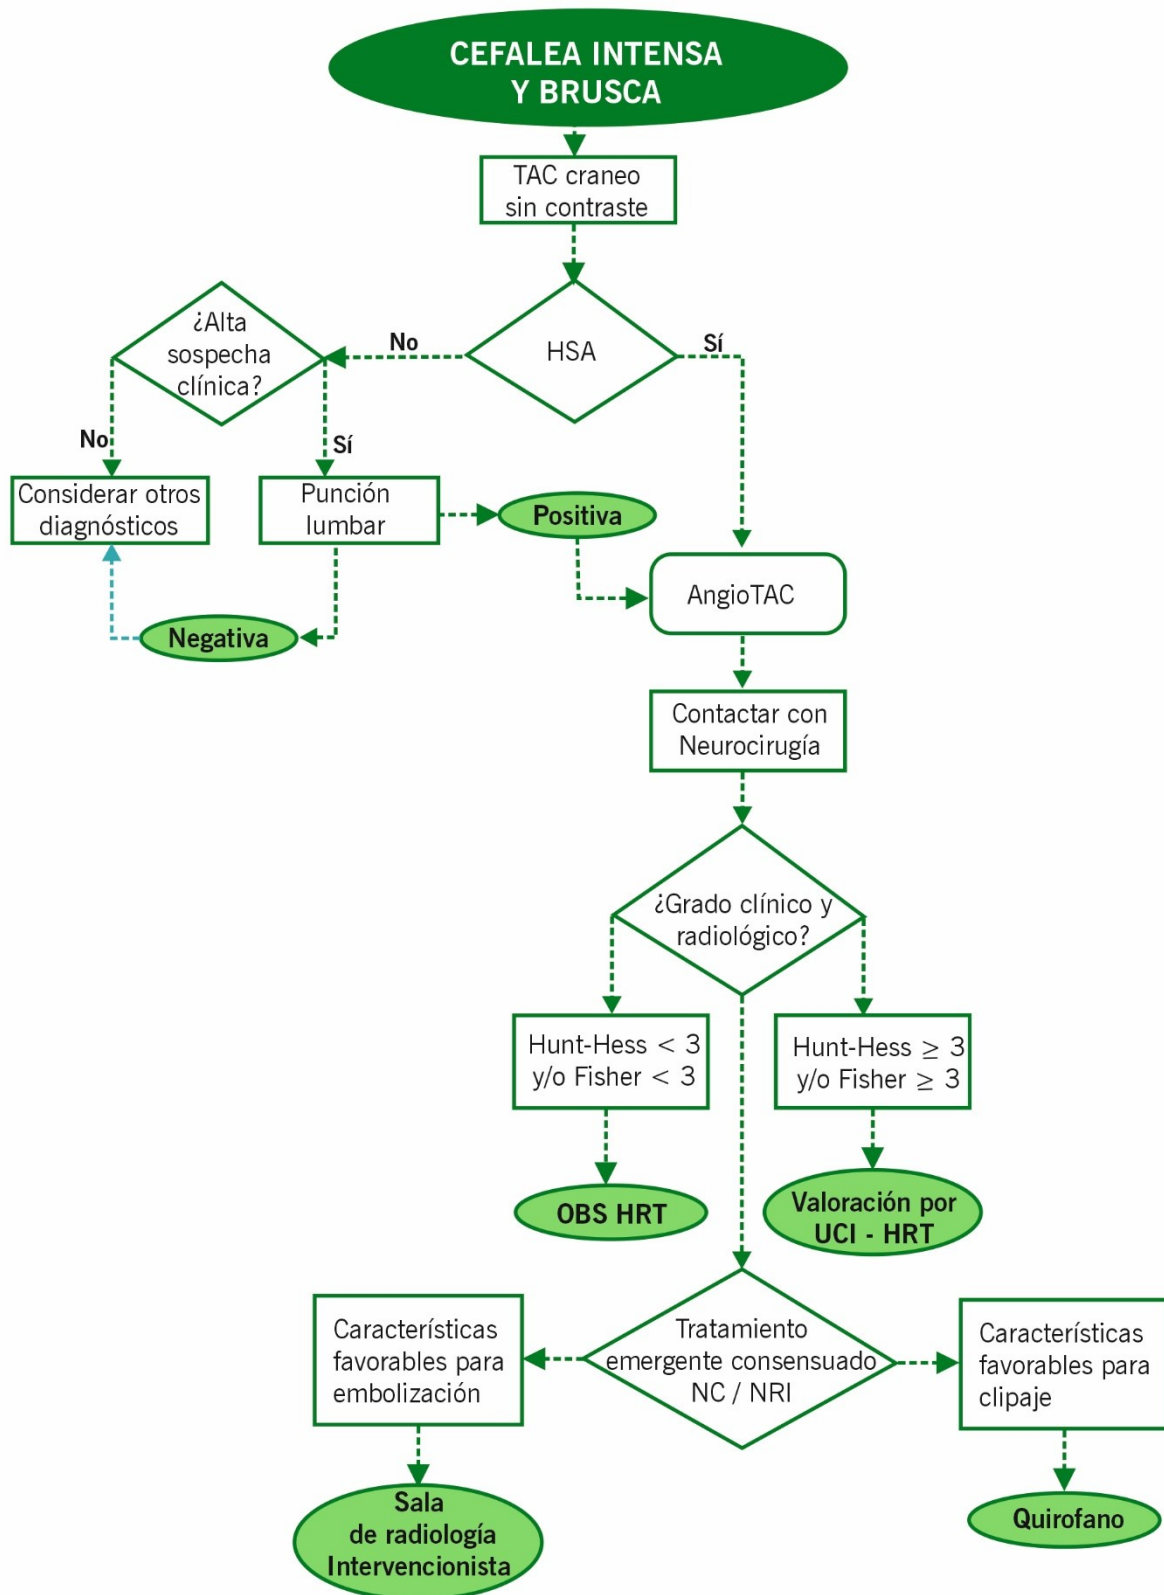 CEFALEA INTENSA
Y BRUSCA
TAC craneo
sin contraste
HSA
No
Sí
¿Alta
sospecha
clínica?
No
Sí
Considerar otros
diagnósticos
Punción
lumbar
Positiva
Negativa
AngioTAC
Contactar con
Neurocirugía
¿Grado clínico y
radiológico?
Hunt-Hess < 3
y/o Fisher < 3
Hunt-Hess ≥ 3
y/o Fisher ≥ 3
OBS HRT
Valoración por
UCI - HRT
Características
favorables para
embolización
Tratamiento
emergente consensuado
NC / NRI
Características
favorables para
clipaje
Sala
de radiología
Intervencionista
Quirofano